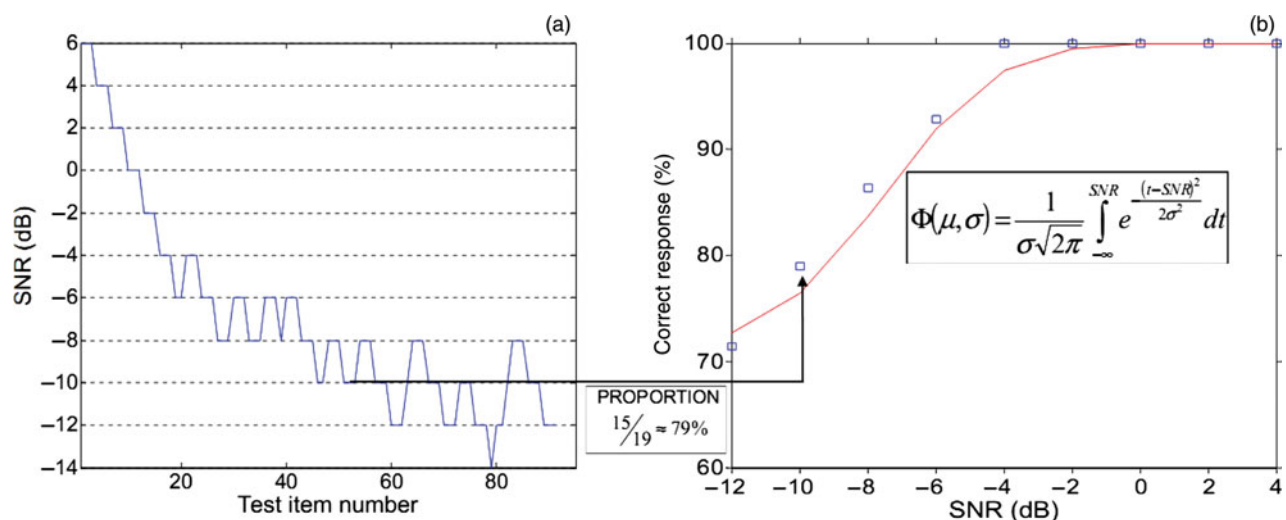 (a)
6
4
2
0
−2
−4
−6
−8
−10
−12
−14
SNR (dB)
20 40 60 80
Test item number
PROPORTION
15/19 ≈ 79%
(b)
100
90
80
70
60
Correct response (%)
Φ(μ,σ) = 1/(σ√2π) ∫_{−∞}^{SNR} e^{−(t−SNR)²/2σ²} dt
−12 −10 −8 −6 −4 −2 0 2 4
SNR (dB)